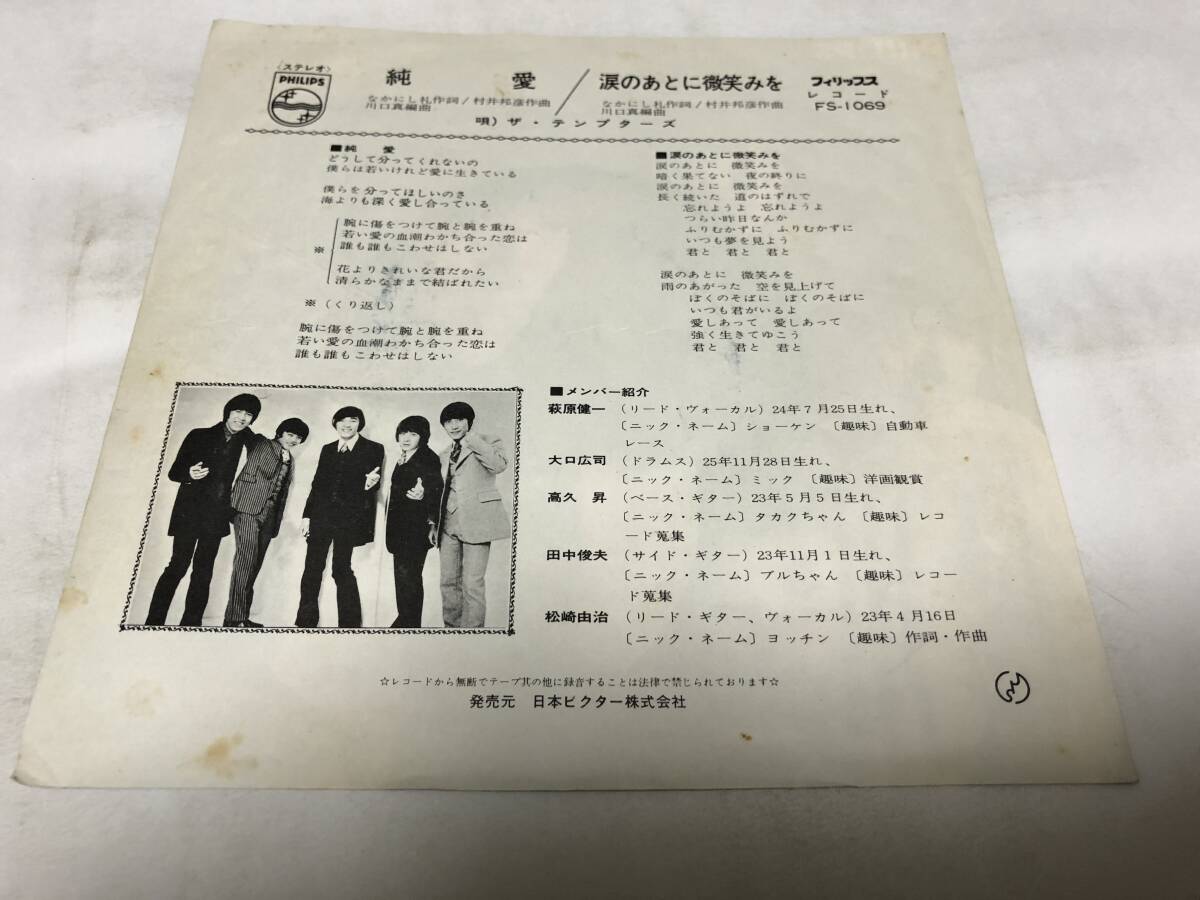 〈ステレオ〉
PHILIPS
純愛／涙のあとに微笑みを
なかにし礼作詞／村井邦彦作曲
川口真編曲
なかにし礼作詞／村井邦彦作曲
川口真編曲
フィリップス
レコード
FS-1069
唄）ザ・テンプターズ
■純愛
どうして分ってくれないの
僕らは若いけれど愛に生きている
僕らを分ってほしいのさ
海よりも深く愛し合っている
※
腕に傷をつけて腕と腕を重ね
若い愛の血潮わかち合った恋は
誰も誰もこわせはしない
花よりきれいな君だから
清らかなままで結ばれたい
※（くり返し）
腕に傷をつけて腕と腕を重ね
若い愛の血潮わかち合った恋は
誰も誰もこわせはしない
■涙のあとに微笑みを
涙のあとに　微笑みを
暗く果てない　夜の終りに
涙のあとに　微笑みを
長く続いた　道のはずれで
忘れようよ　忘れようよ
つらい昨日なんか
ふりむかずに　ふりむかずに
いつも夢を見よう
君と　君と　君と
涙のあとに　微笑みを
雨のあがった　空を見上げて
ぼくのそばに　ぼくのそばに
いつも君がいるよ
愛しあって　愛しあって
強く生きてゆこう
君と　君と　君と
■メンバー紹介
萩原健一　（リード・ヴォーカル）24年7月25日生れ、
〔ニック・ネーム〕ショーケン　〔趣味〕自動車
レース
大口広司　（ドラムス）25年11月28日生れ、
〔ニック・ネーム〕ミック　〔趣味〕洋画観賞
高久　昇　（ベース・ギター）23年5月5日生れ、
〔ニック・ネーム〕タカクちゃん　〔趣味〕レコ
ード蒐集
田中俊夫　（サイド・ギター）23年11月1日生れ、
〔ニック・ネーム〕ブルちゃん　〔趣味〕レコー
ド蒐集
松崎由治　（リード・ギター、ヴォーカル）23年4月16日
〔ニック・ネーム〕ヨッチン　〔趣味〕作詞・作曲
☆レコードから無断でテープ其の他に録音することは法律で禁じられております☆
発売元　日本ビクター株式会社